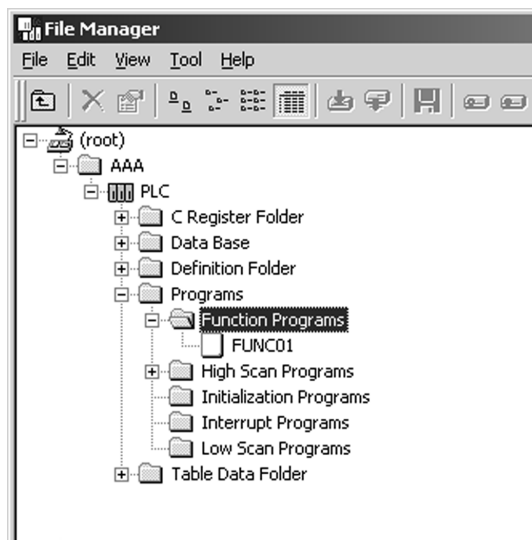 File Manager
File Edit View Tool Help
(root)
AAA
PLC
C Register Folder
Data Base
Definition Folder
Programs
Function Programs
FUNC01
High Scan Programs
Initialization Programs
Interrupt Programs
Low Scan Programs
Table Data Folder